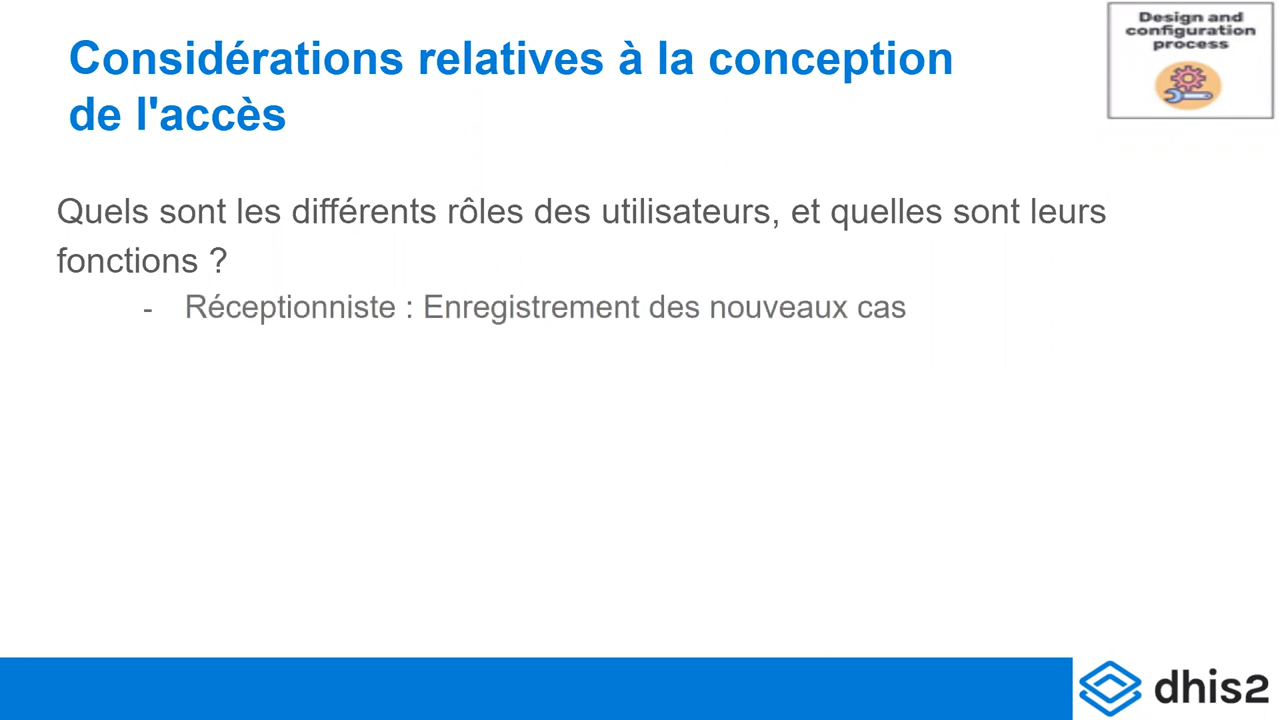 Considérations relatives à la conception
de l'accès
Design and
configuration
process
Quels sont les différents rôles des utilisateurs, et quelles sont leurs
fonctions ?
- Réceptionniste : Enregistrement des nouveaux cas
dhis2